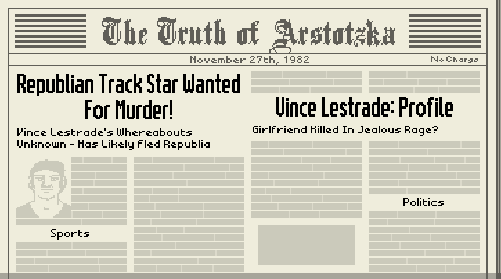 The Truth of Arstotzka
November 27th, 1982
No Charge
Republian Track Star Wanted
For Murder!
Vince Lestrade's Whereabouts
Unknown - Has Likely Fled Republia
Sports
Vince Lestrade: Profile
Girlfriend Killed In Jealous Rage?
Politics